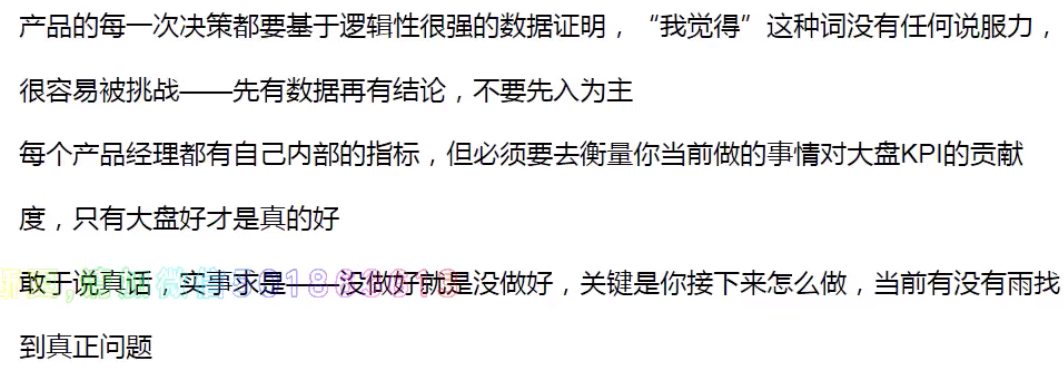 产品的每一次决策都要基于逻辑性很强的数据证明，“我觉得”这种词没有任何说服力，
很容易被挑战——先有数据再有结论，不要先入为主
每个产品经理都有自己内部的指标，但必须要去衡量你当前做的事情对大盘KPI的贡献
度，只有大盘好才是真的好
敢于说真话，实事求是——没做好就是没做好，关键是你接下来怎么做，当前有没有雨找
到真正问题